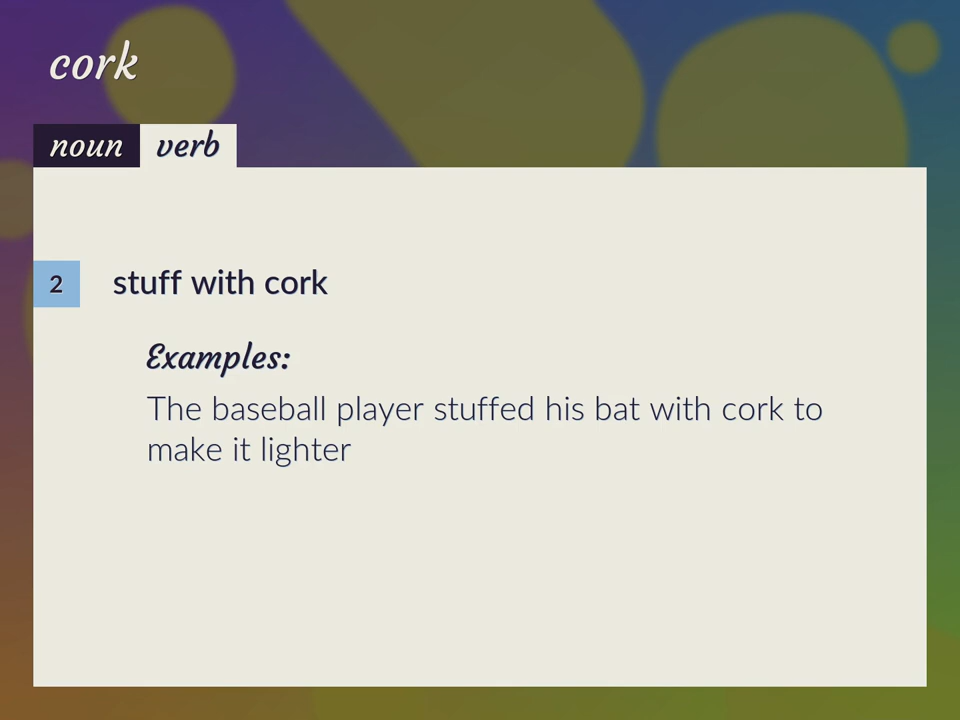 cork
noun verb
2 stuff with cork
Examples:
The baseball player stuffed his bat with cork to
make it lighter